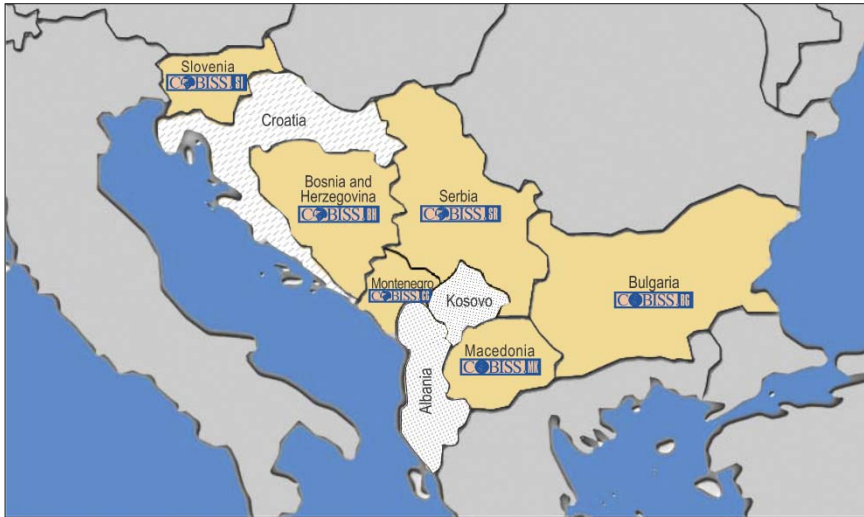 Slovenia
COBISS.SI
Croatia
Bosnia and
Herzegovina
COBISS.BH
Serbia
COBISS.SR
Montenegro
COBISS.CG
Kosovo
Bulgaria
COBISS.BG
Macedonia
COBISS.MK
Albania